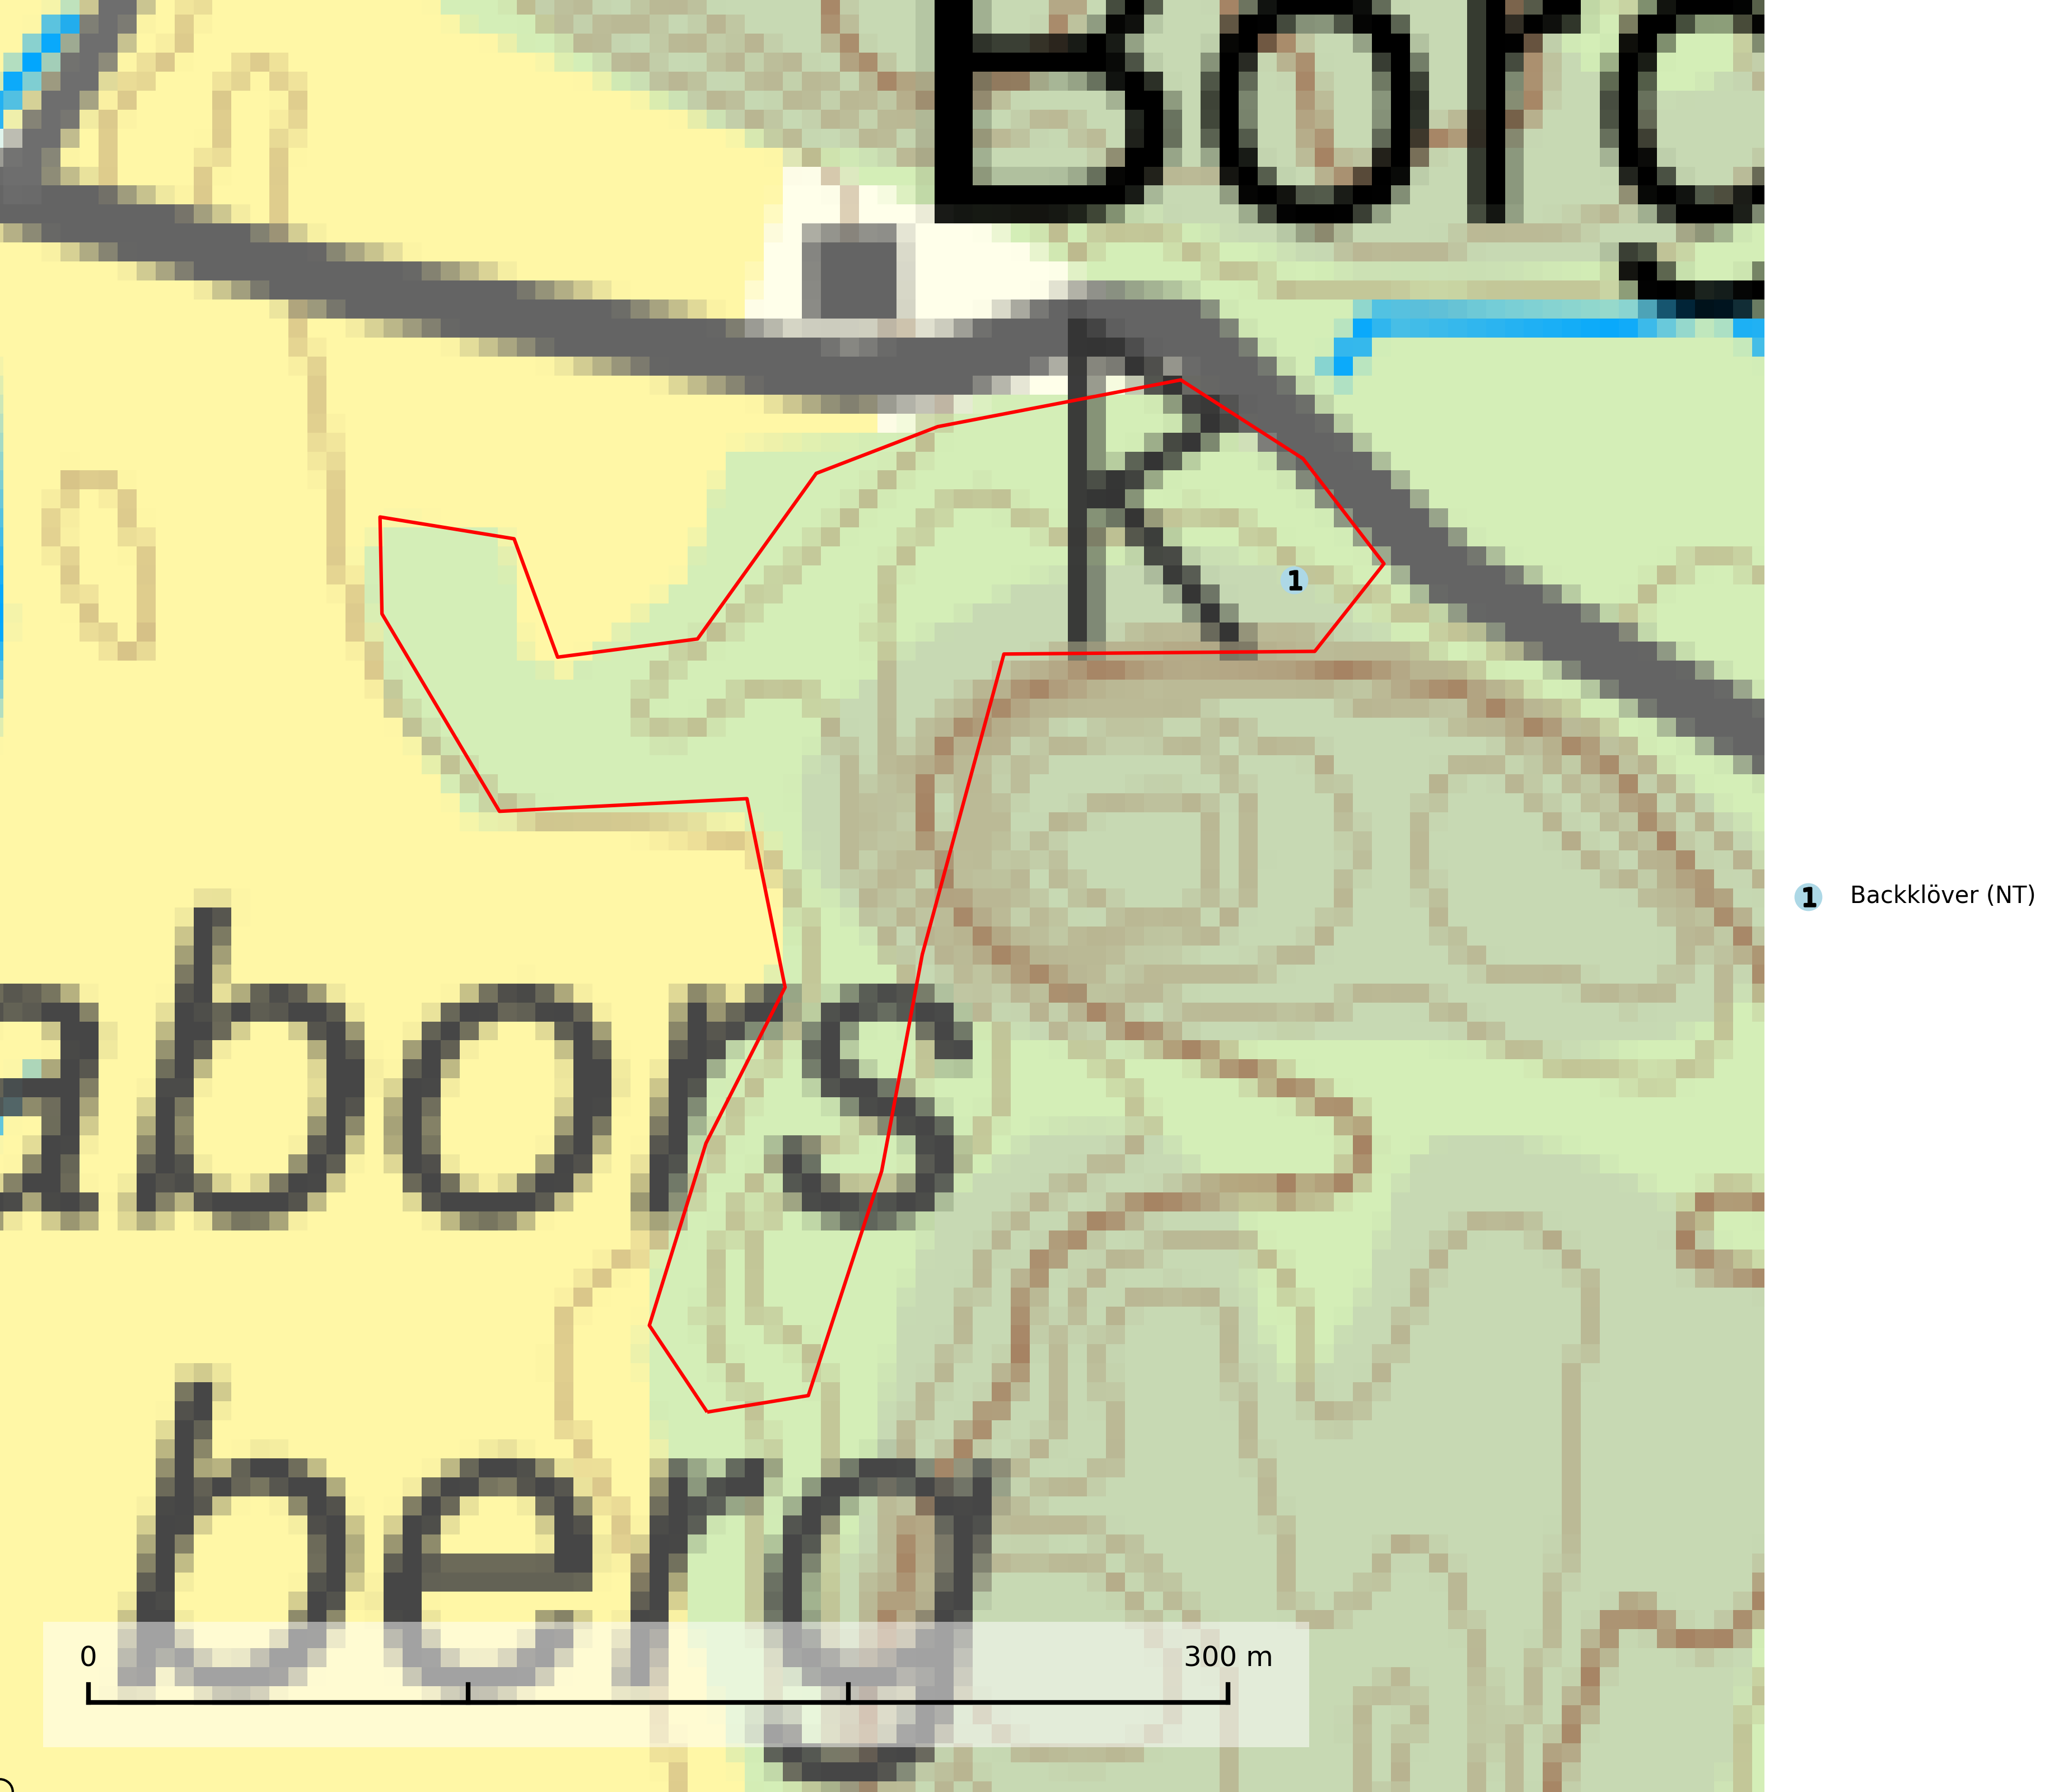 Borg
K
1
1 Backklöver (NT)
abors
berg
0 300 m